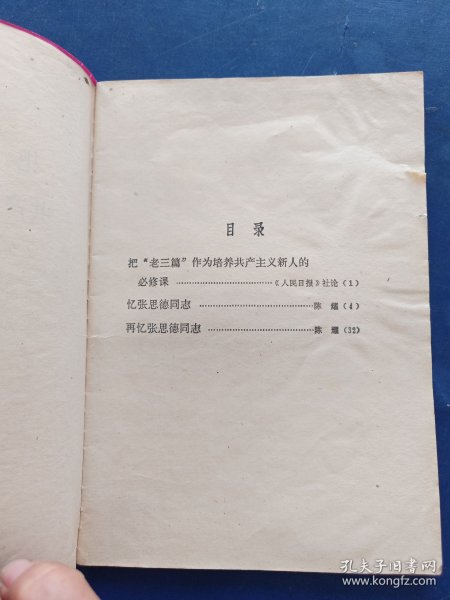 目录
把“老三篇”作为培养共产主义新人的
必修课……………………《人民日报》社论(1)
忆张思德同志……………………陈耀(4)
再忆张思德同志……………………陈耀(32)
孔夫子旧书网
www.kongfz.com